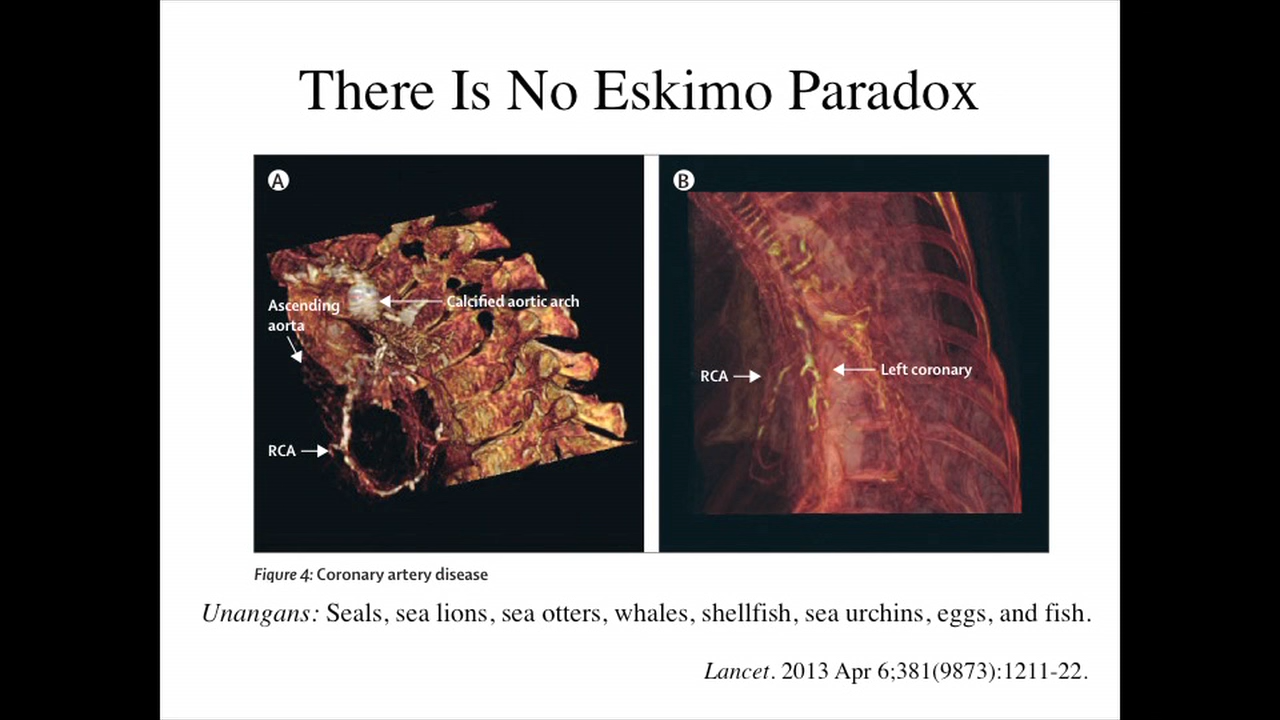 There Is No Eskimo Paradox
A
B
Ascending
aorta
Calcified aortic arch
RCA
RCA
Left coronary
Figure 4: Coronary artery disease
Unangans: Seals, sea lions, sea otters, whales, shellfish, sea urchins, eggs, and fish.
Lancet. 2013 Apr 6;381(9873):1211-22.